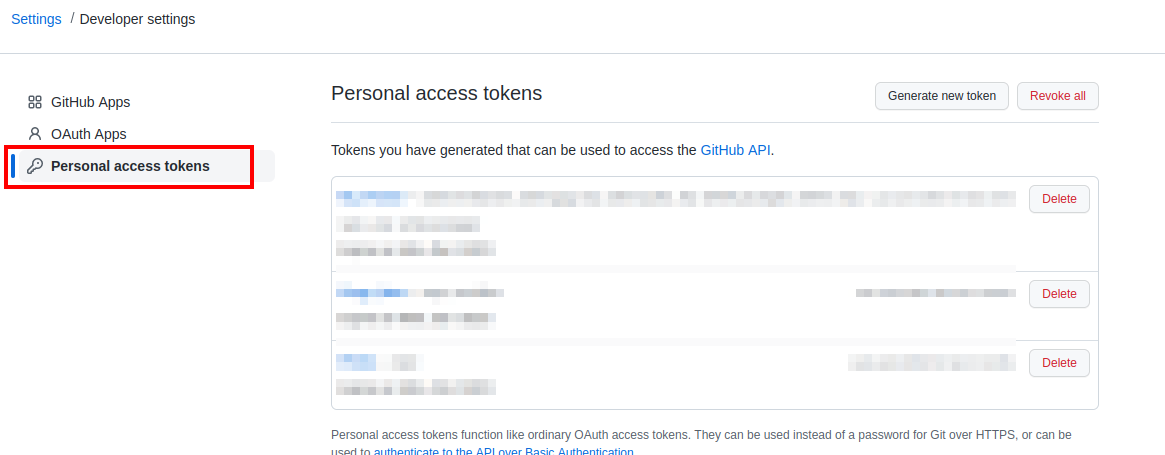 Settings / Developer settings
GitHub Apps
OAuth Apps
Personal access tokens
Personal access tokens
Generate new token
Revoke all
Tokens you have generated that can be used to access the GitHub API.
Delete
Delete
Delete
Personal access tokens function like ordinary OAuth access tokens. They can be used instead of a password for Git over HTTPS, or can be
used to authenticate to the API over Basic Authentication.